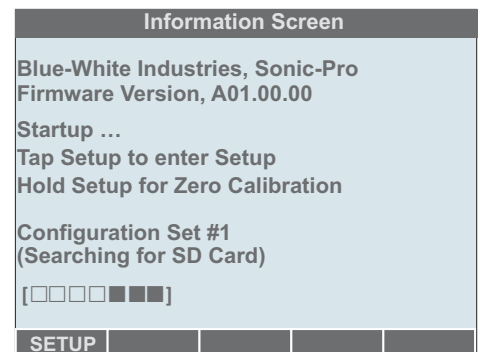 Information Screen
Blue-White Industries, Sonic-Pro
Firmware Version, A01.00.00
Startup ...
Tap Setup to enter Setup
Hold Setup for Zero Calibration
Configuration Set #1
(Searching for SD Card)
[□□□□■■■]
SETUP